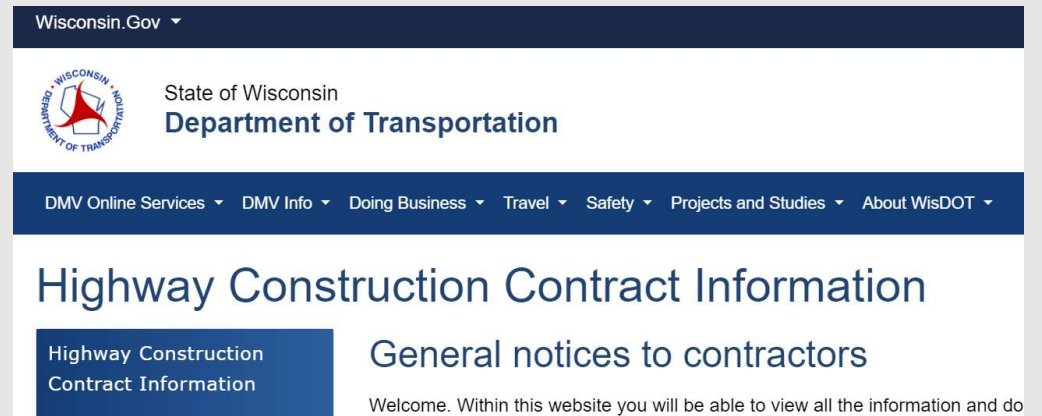 Wisconsin.Gov
WISCONSIN
DEPARTMENT OF TRANSPORTATION
State of Wisconsin
Department of Transportation
DMV Online Services DMV Info Doing Business Travel Safety Projects and Studies About WisDOT
Highway Construction Contract Information
Highway Construction
Contract Information
General notices to contractors
Welcome. Within this website you will be able to view all the information and do